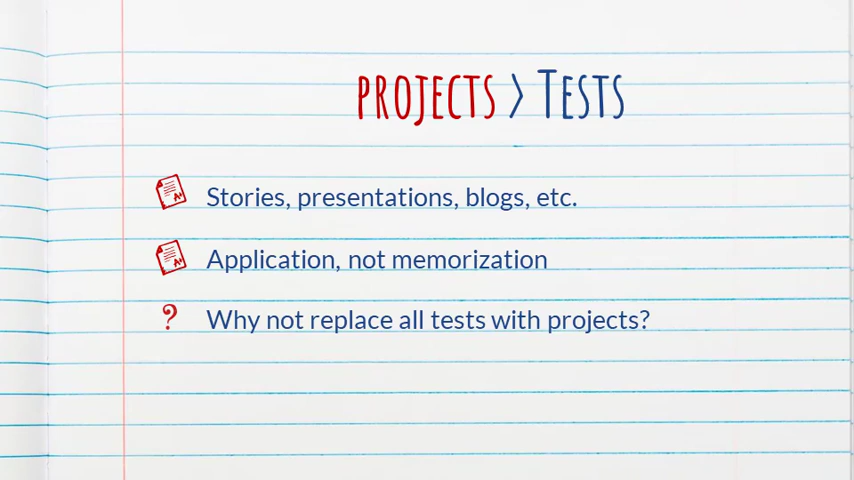 PROJECTS > TESTS
Stories, presentations, blogs, etc.
Application, not memorization
? Why not replace all tests with projects?